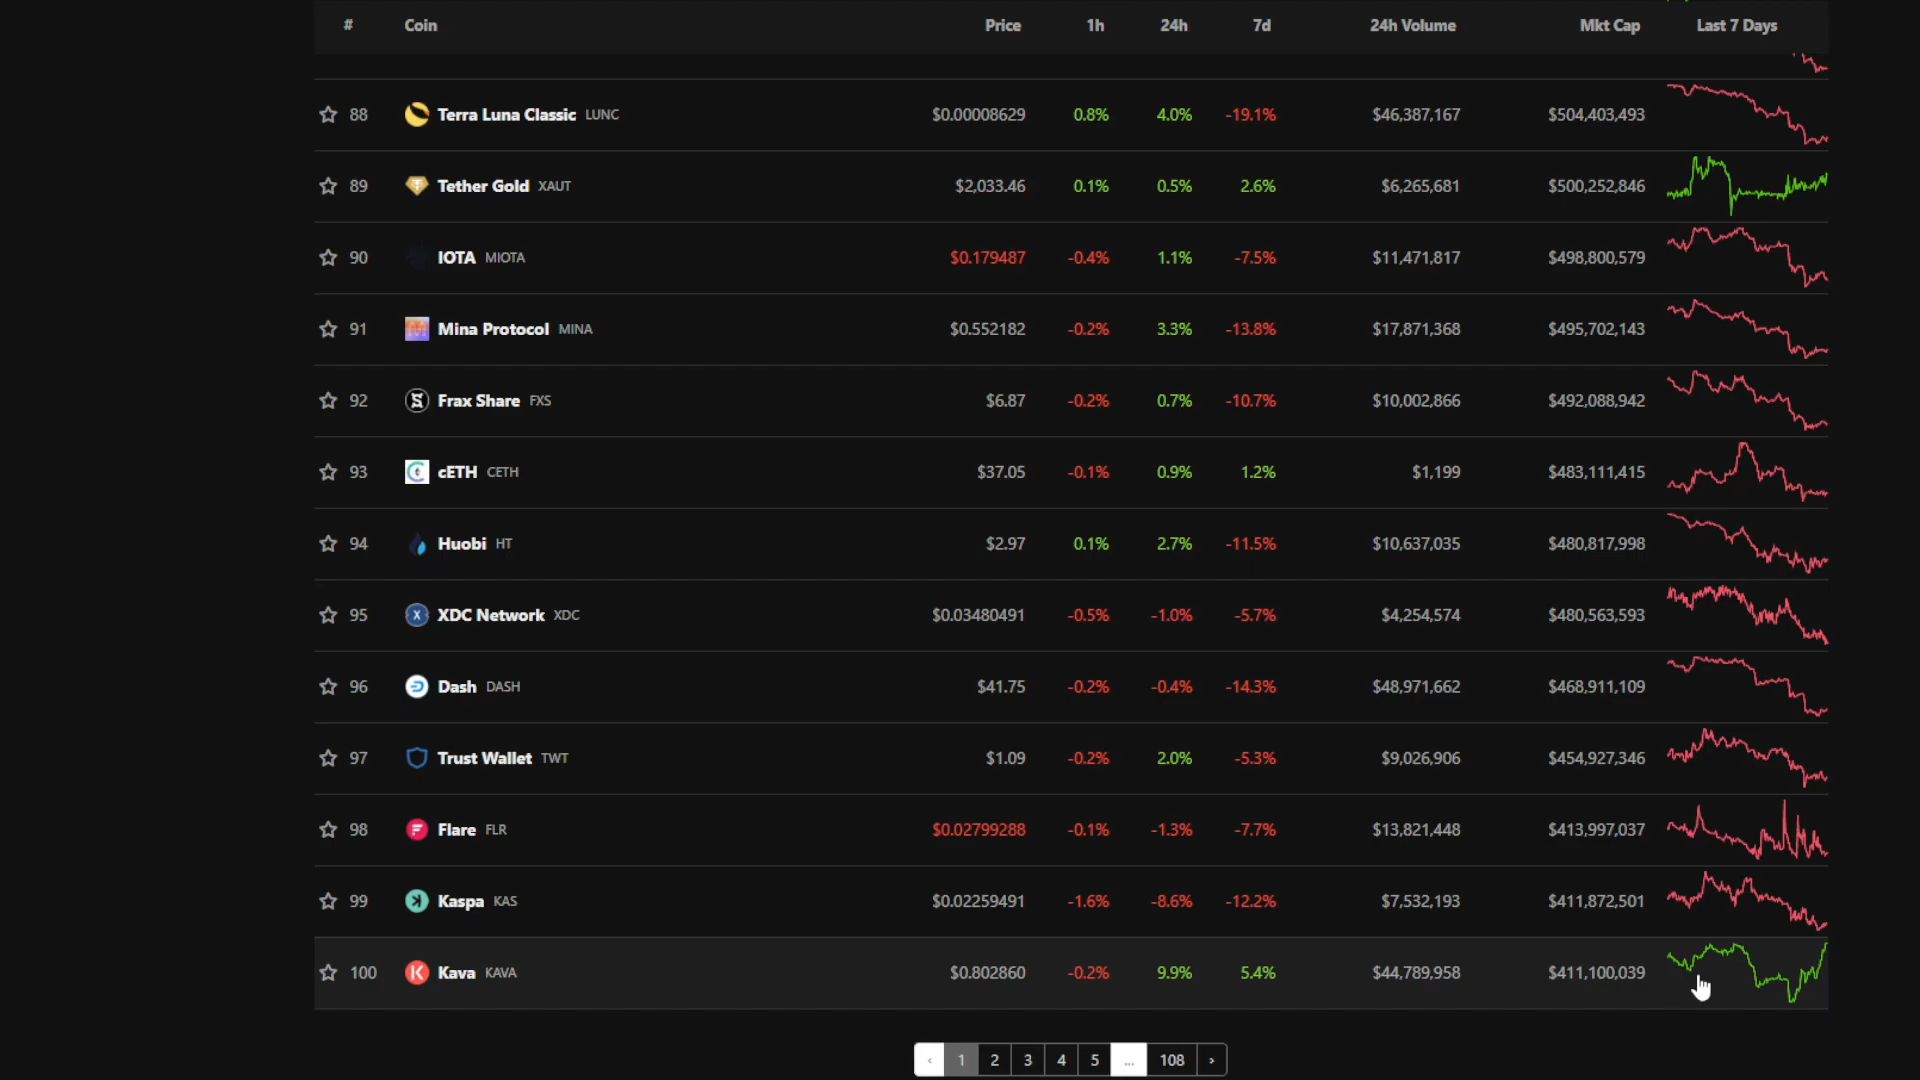 # Coin Price 1h 24h 7d 24h Volume Mkt Cap Last 7 Days
88 Terra Luna Classic LUNC $0.00008629 0.8% 4.0% -19.1% $46,387,167 $504,403,493
89 Tether Gold XAUT $2,033.46 0.1% 0.5% 2.6% $6,265,681 $500,252,846
90 IOTA MIOTA $0.179487 -0.4% 1.1% -7.5% $11,471,817 $498,800,579
91 Mina Protocol MINA $0.552182 -0.2% 3.3% -13.8% $17,871,368 $495,702,143
92 Frax Share FXS $6.87 -0.2% 0.7% -10.7% $10,002,866 $492,088,942
93 cETH CETH $37.05 -0.1% 0.9% 1.2% $1,199 $483,111,415
94 Huobi HT $2.97 0.1% 2.7% -11.5% $10,637,035 $480,817,998
95 XDC Network XDC $0.03480491 -0.5% -1.0% -5.7% $4,254,574 $480,563,593
96 Dash DASH $41.75 -0.2% -0.4% -14.3% $48,971,662 $468,911,109
97 Trust Wallet TWT $1.09 -0.2% 2.0% -5.3% $9,026,906 $454,927,346
98 Flare FLR $0.02799288 -0.1% -1.3% -7.7% $13,821,448 $413,997,037
99 Kaspa KAS $0.02259491 -1.6% -8.6% -12.2% $7,532,193 $411,872,501
100 Kava KAVA $0.802860 -0.2% 9.9% 5.4% $44,789,958 $411,100,039
‹ 1 2 3 4 5 ... 108 ›